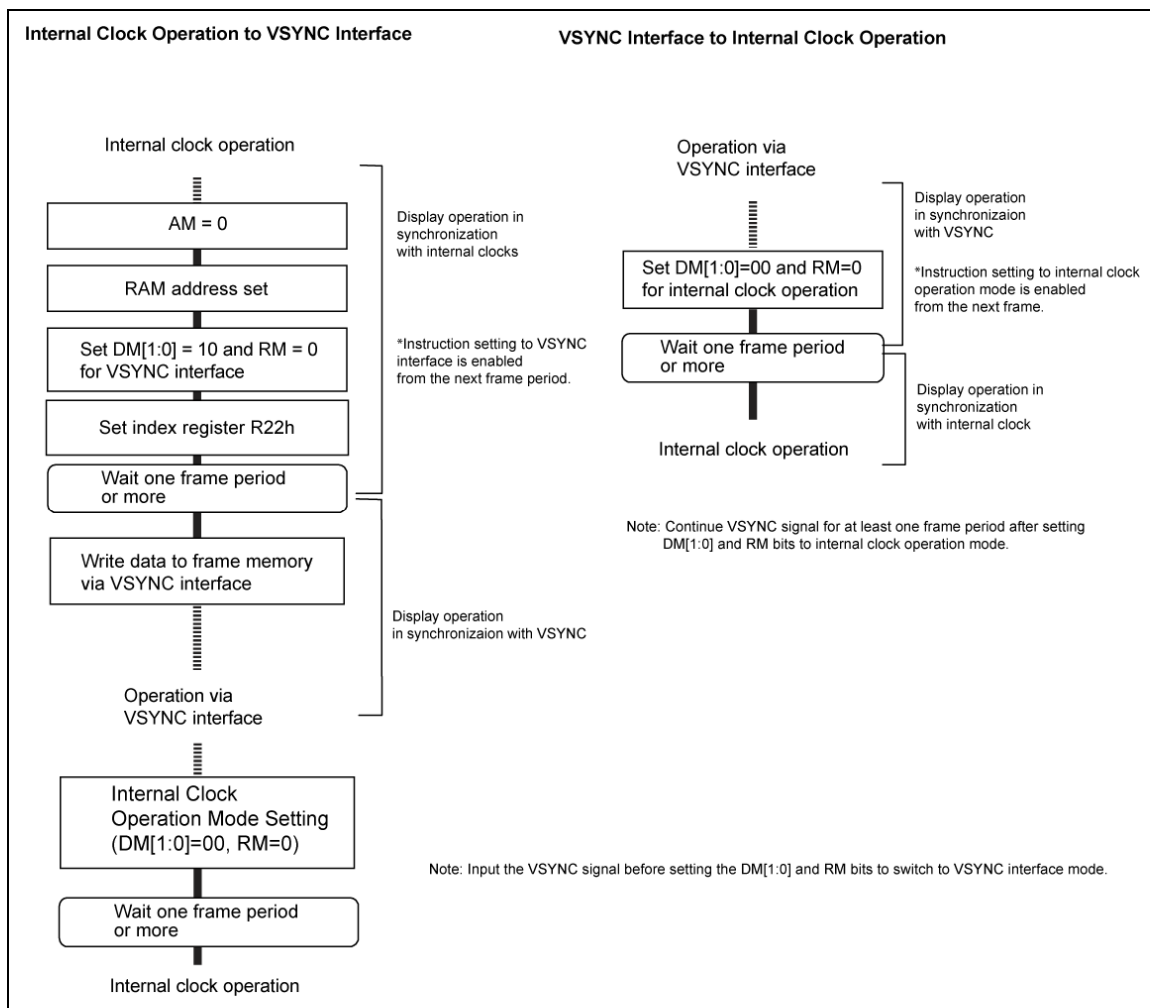 Internal Clock Operation to VSYNC Interface
Internal clock operation
AM = 0
RAM address set
Set DM[1:0] = 10 and RM = 0
for VSYNC interface
Set index register R22h
Wait one frame period
or more
Write data to frame memory
via VSYNC interface
Operation via
VSYNC interface
Internal Clock
Operation Mode Setting
(DM[1:0]=00, RM=0)
Wait one frame period
or more
Internal clock operation
Display operation in
synchronization
with internal clocks
*Instruction setting to VSYNC
interface is enabled
from the next frame period.
Display operation
in synchronizaion with VSYNC
VSYNC Interface to Internal Clock Operation
Operation via
VSYNC interface
Set DM[1:0]=00 and RM=0
for internal clock operation
Wait one frame period
or more
Internal clock operation
Display operation
in synchronizaion
with VSYNC
*Instruction setting to internal clock
operation mode is enabled
from the next frame.
Display operation in
synchronization
with internal clock
Note: Continue VSYNC signal for at least one frame period after setting
DM[1:0] and RM bits to internal clock operation mode.
Note: Input the VSYNC signal before setting the DM[1:0] and RM bits to switch to VSYNC interface mode.